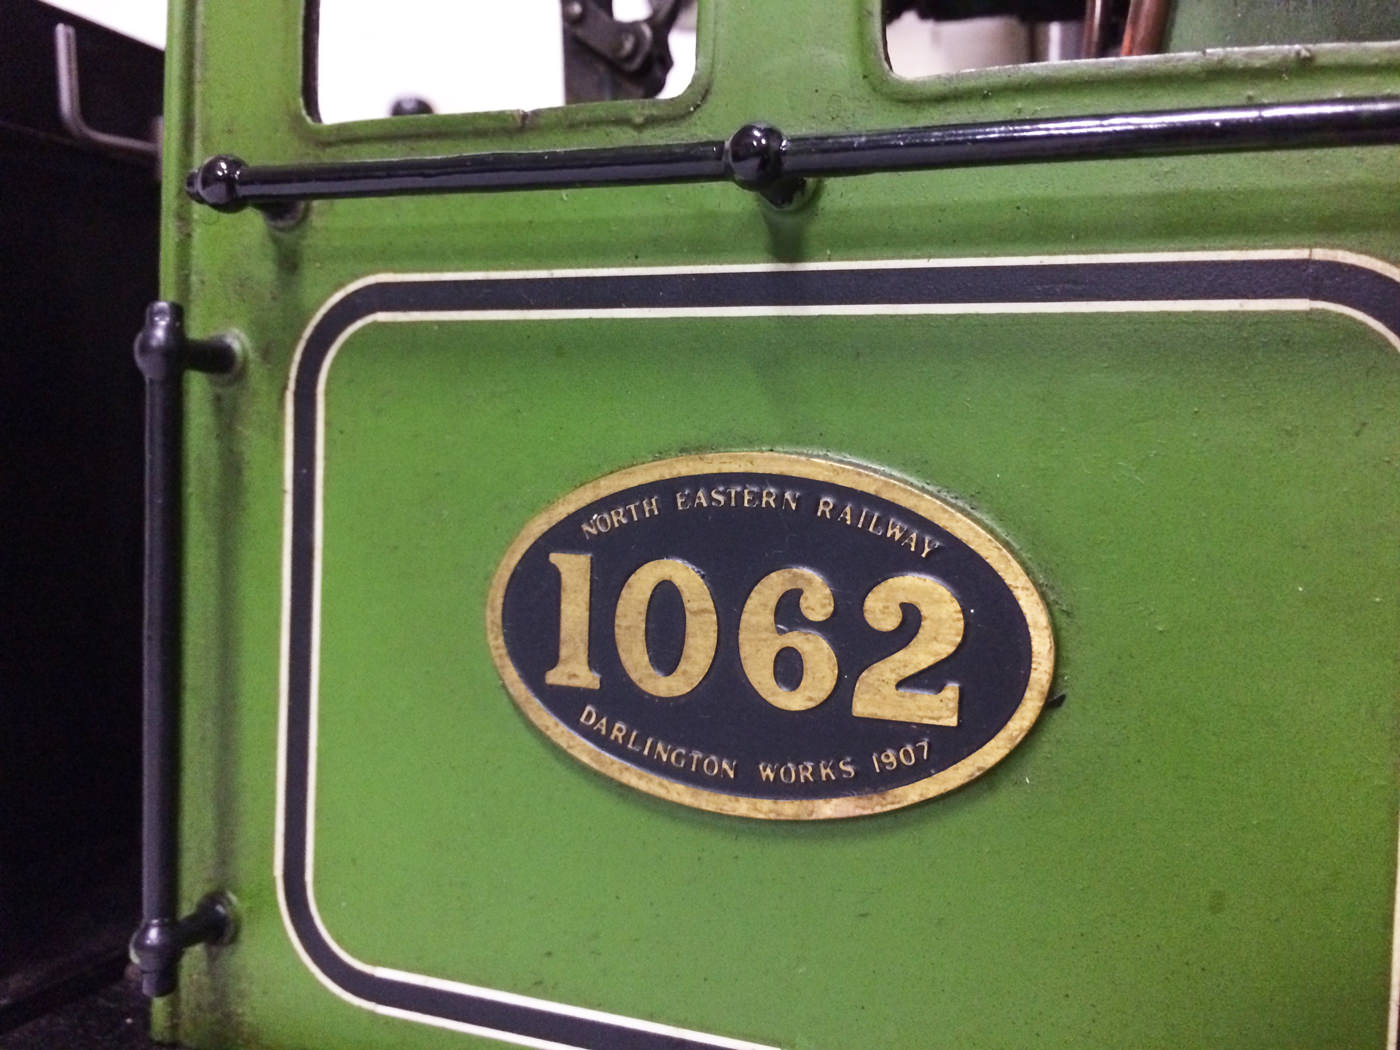 NORTH EASTERN RAILWAY
1062
DARLINGTON WORKS 1907